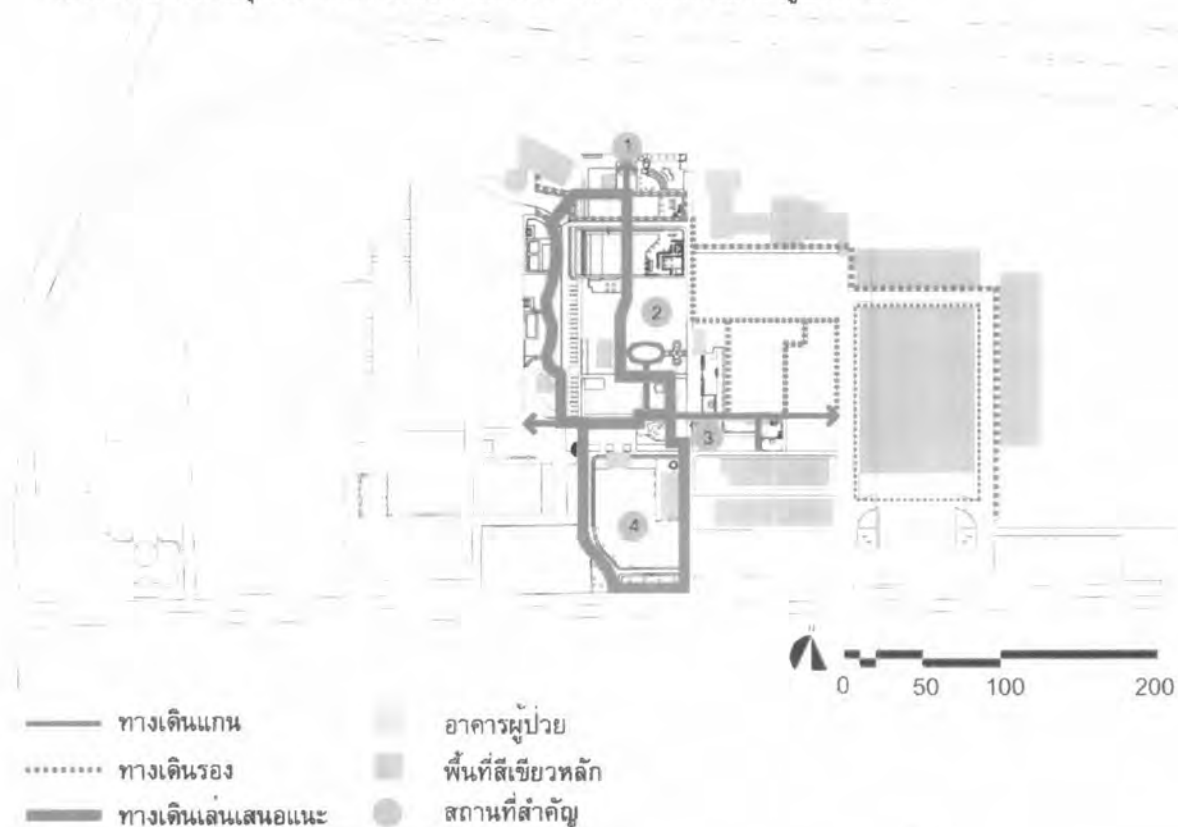 1
2
3
4
N
0 50 100 200
ทางเดินแกน
ทางเดินรอง
ทางเดินเล่นเสนอแนะ
อาคารผู้ป่วย
พื้นที่สีเขียวหลัก
สถานที่สำคัญ